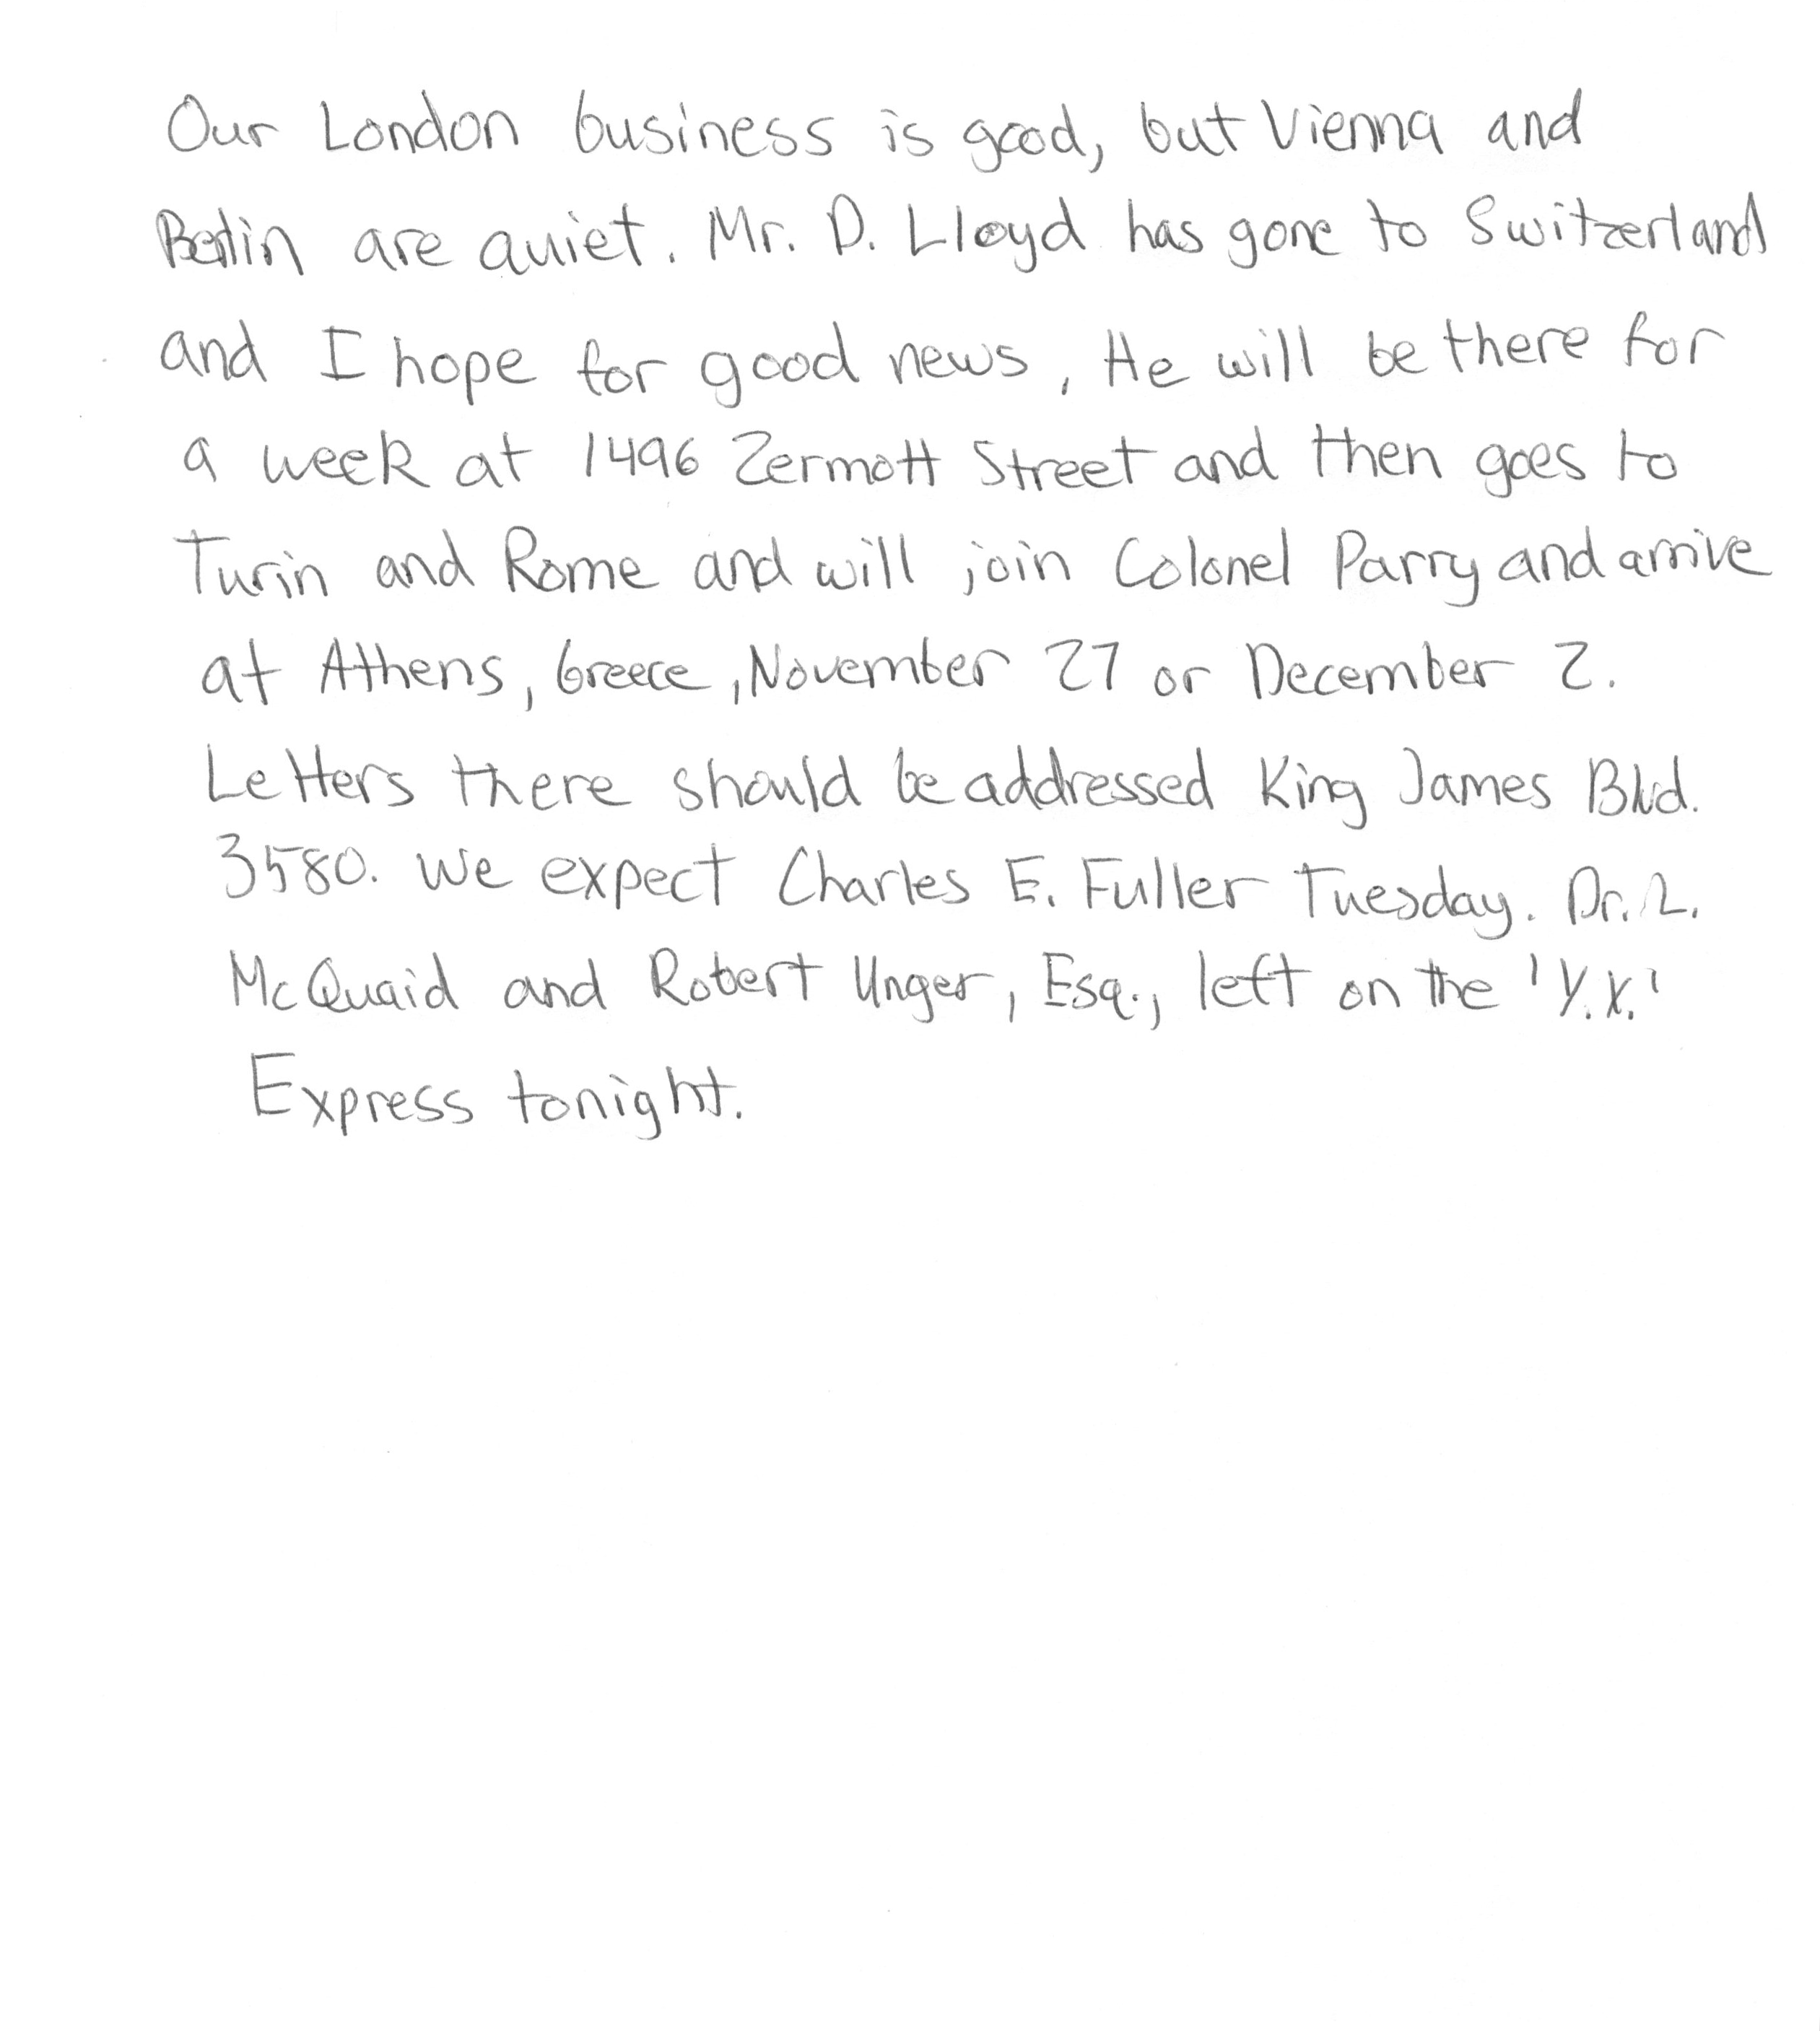 Our London business is good, but Vienna and
Berlin are quiet. Mr. D. Lloyd has gone to Switzerland
and I hope for good news. He will be there for
a week at 1496 Zermott Street and then goes to
Turin and Rome and will join Colonel Parry and arrive
at Athens, Greece, November 27 or December 2.
Letters there should be addressed King James Blvd.
3580. We expect Charles E. Fuller Tuesday. Dr. L.
McQuaid and Robert Unger, Esq., left on the 'Y.X.'
Express tonight.